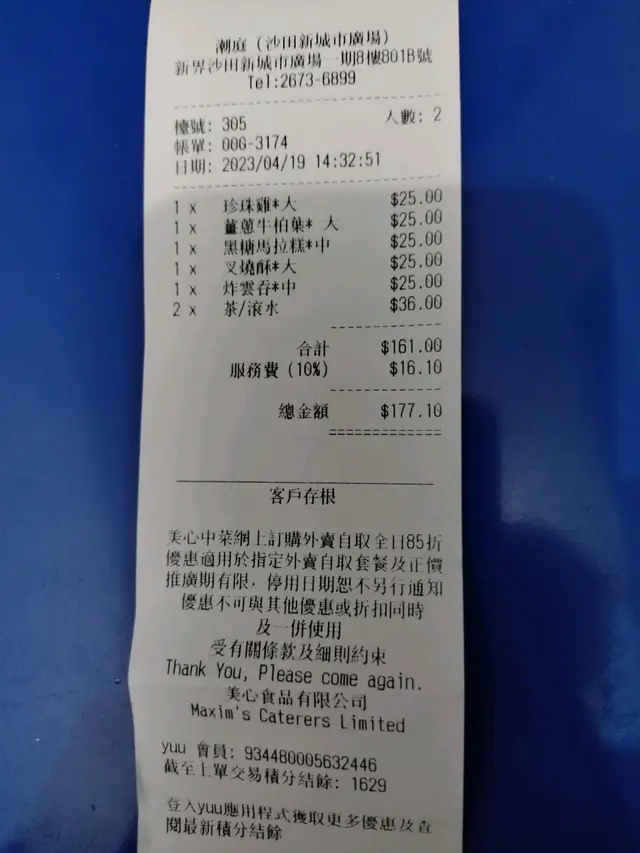 潮庭 (沙田新城市廣場)
新界沙田新城市廣場一期8樓801B號
Tel:2673-6899
檯號: 305 人數: 2
帳單: 00G-3174
日期: 2023/04/19 14:32:51
1 x 珍珠雞*大 $25.00
1 x 薑蔥牛柏葉* 大 $25.00
1 x 黑糖馬拉糕*中 $25.00
1 x 叉燒酥*大 $25.00
1 x 炸雲吞*中 $25.00
2 x 茶/滾水 $36.00
合計 $161.00
服務費 (10%) $16.10
總金額 $177.10
客戶存根
美心中菜網上訂購外賣自取全日85折
優惠適用於指定外賣自取套餐及正價
推廣期有限，停用日期恕不另行通知
優惠不可與其他優惠或折扣同時
及一併使用
受有關條款及細則約束
Thank You, Please come again.
美心食品有限公司
Maxim's Caterers Limited
yuu 會員: 934480005632446
截至上單交易積分結餘: 1629
登入yuu應用程式獲取更多優惠及查
閱最新積分結餘